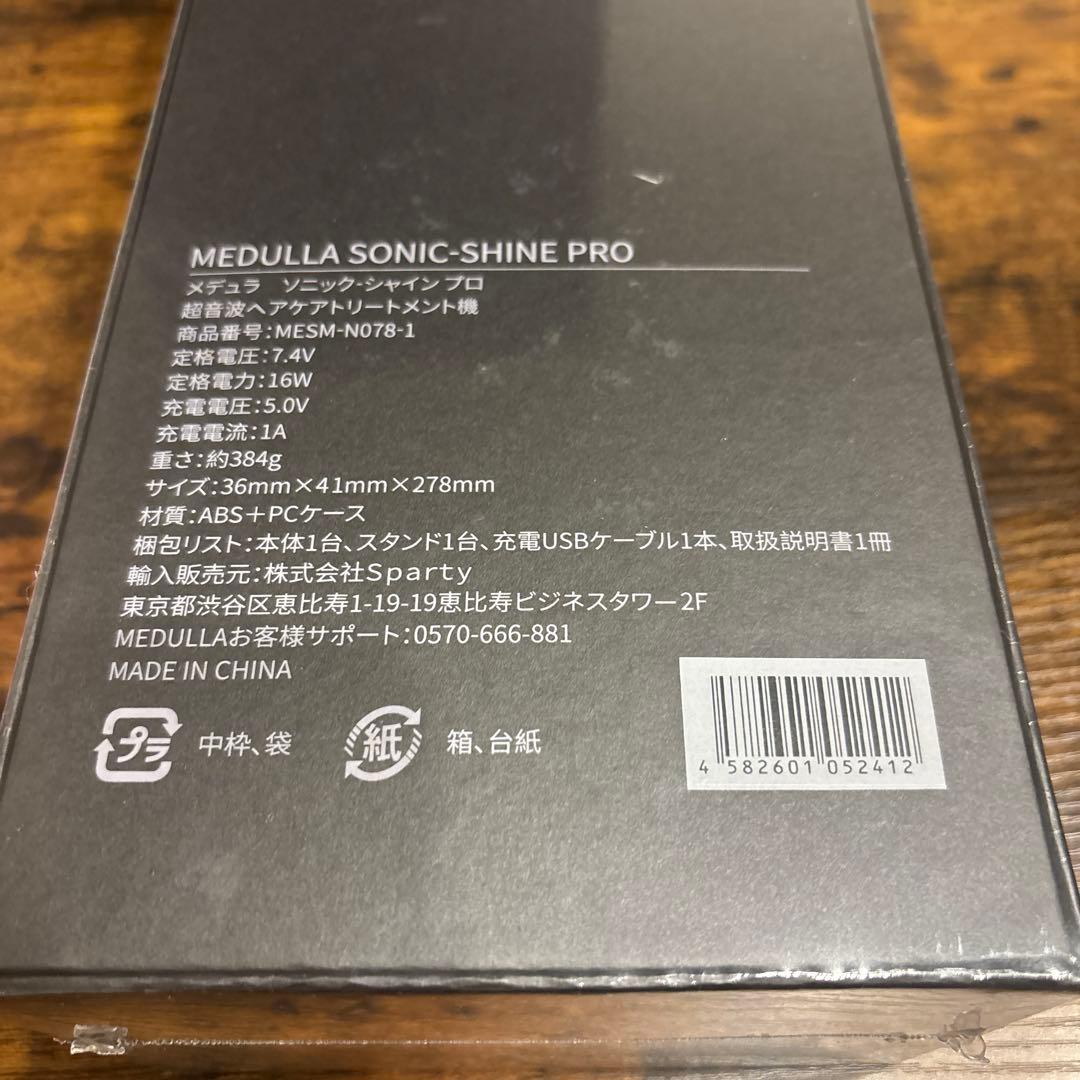 MEDULLA SONIC-SHINE PRO
メデュラ　ソニック-シャイン プロ
超音波ヘアケアトリートメント機
商品番号:MESM-N078-1
定格電圧:7.4V
定格電力:16W
充電電圧:5.0V
充電電流:1A
重さ:約384g
サイズ:36mm×41mm×278mm
材質:ABS＋PCケース
梱包リスト:本体1台、スタンド1台、充電USBケーブル1本、取扱説明書1冊
輸入販売元:株式会社Sparty
東京都渋谷区恵比寿1-19-19恵比寿ビジネスタワー2F
MEDULLAお客様サポート:0570-666-881
MADE IN CHINA
プラ 中枠、袋 紙 箱、台紙
4 582601 052412